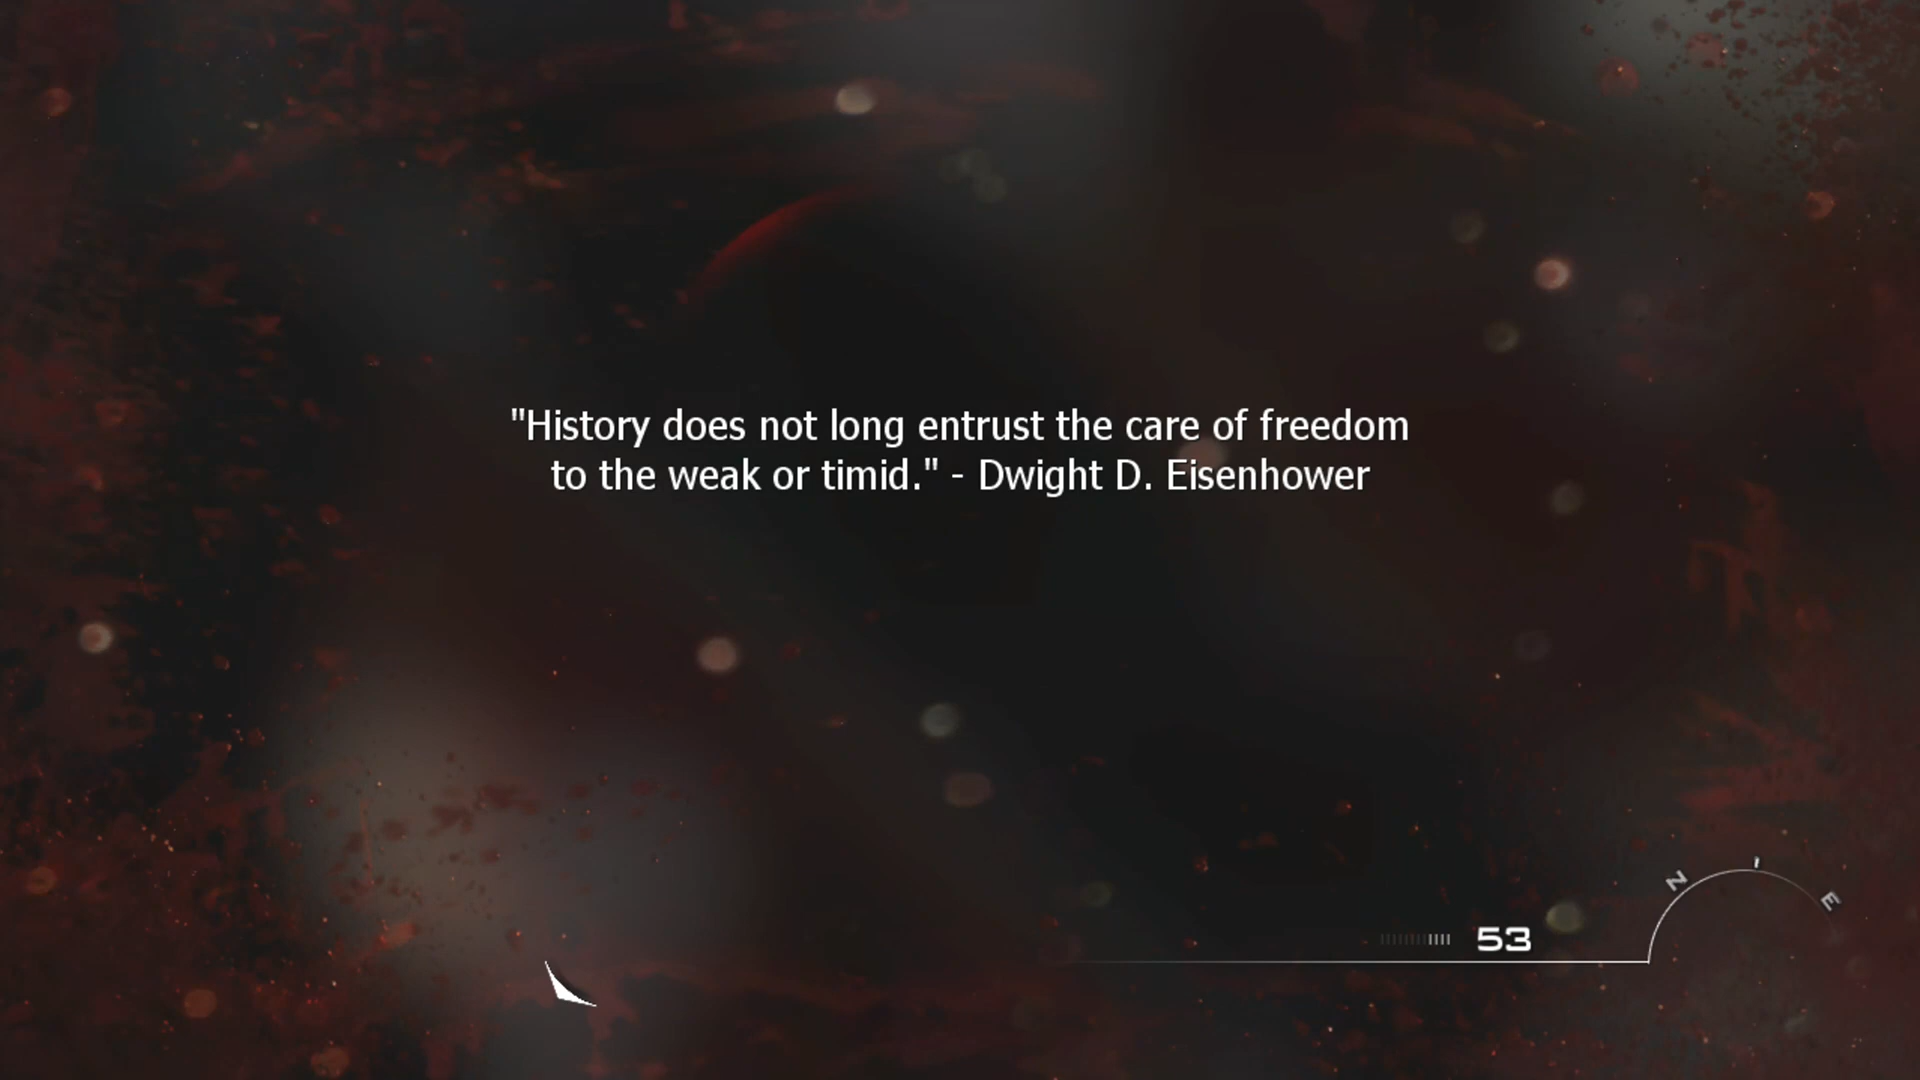 "History does not long entrust the care of freedom
to the weak or timid." - Dwight D. Eisenhower
N
E
53